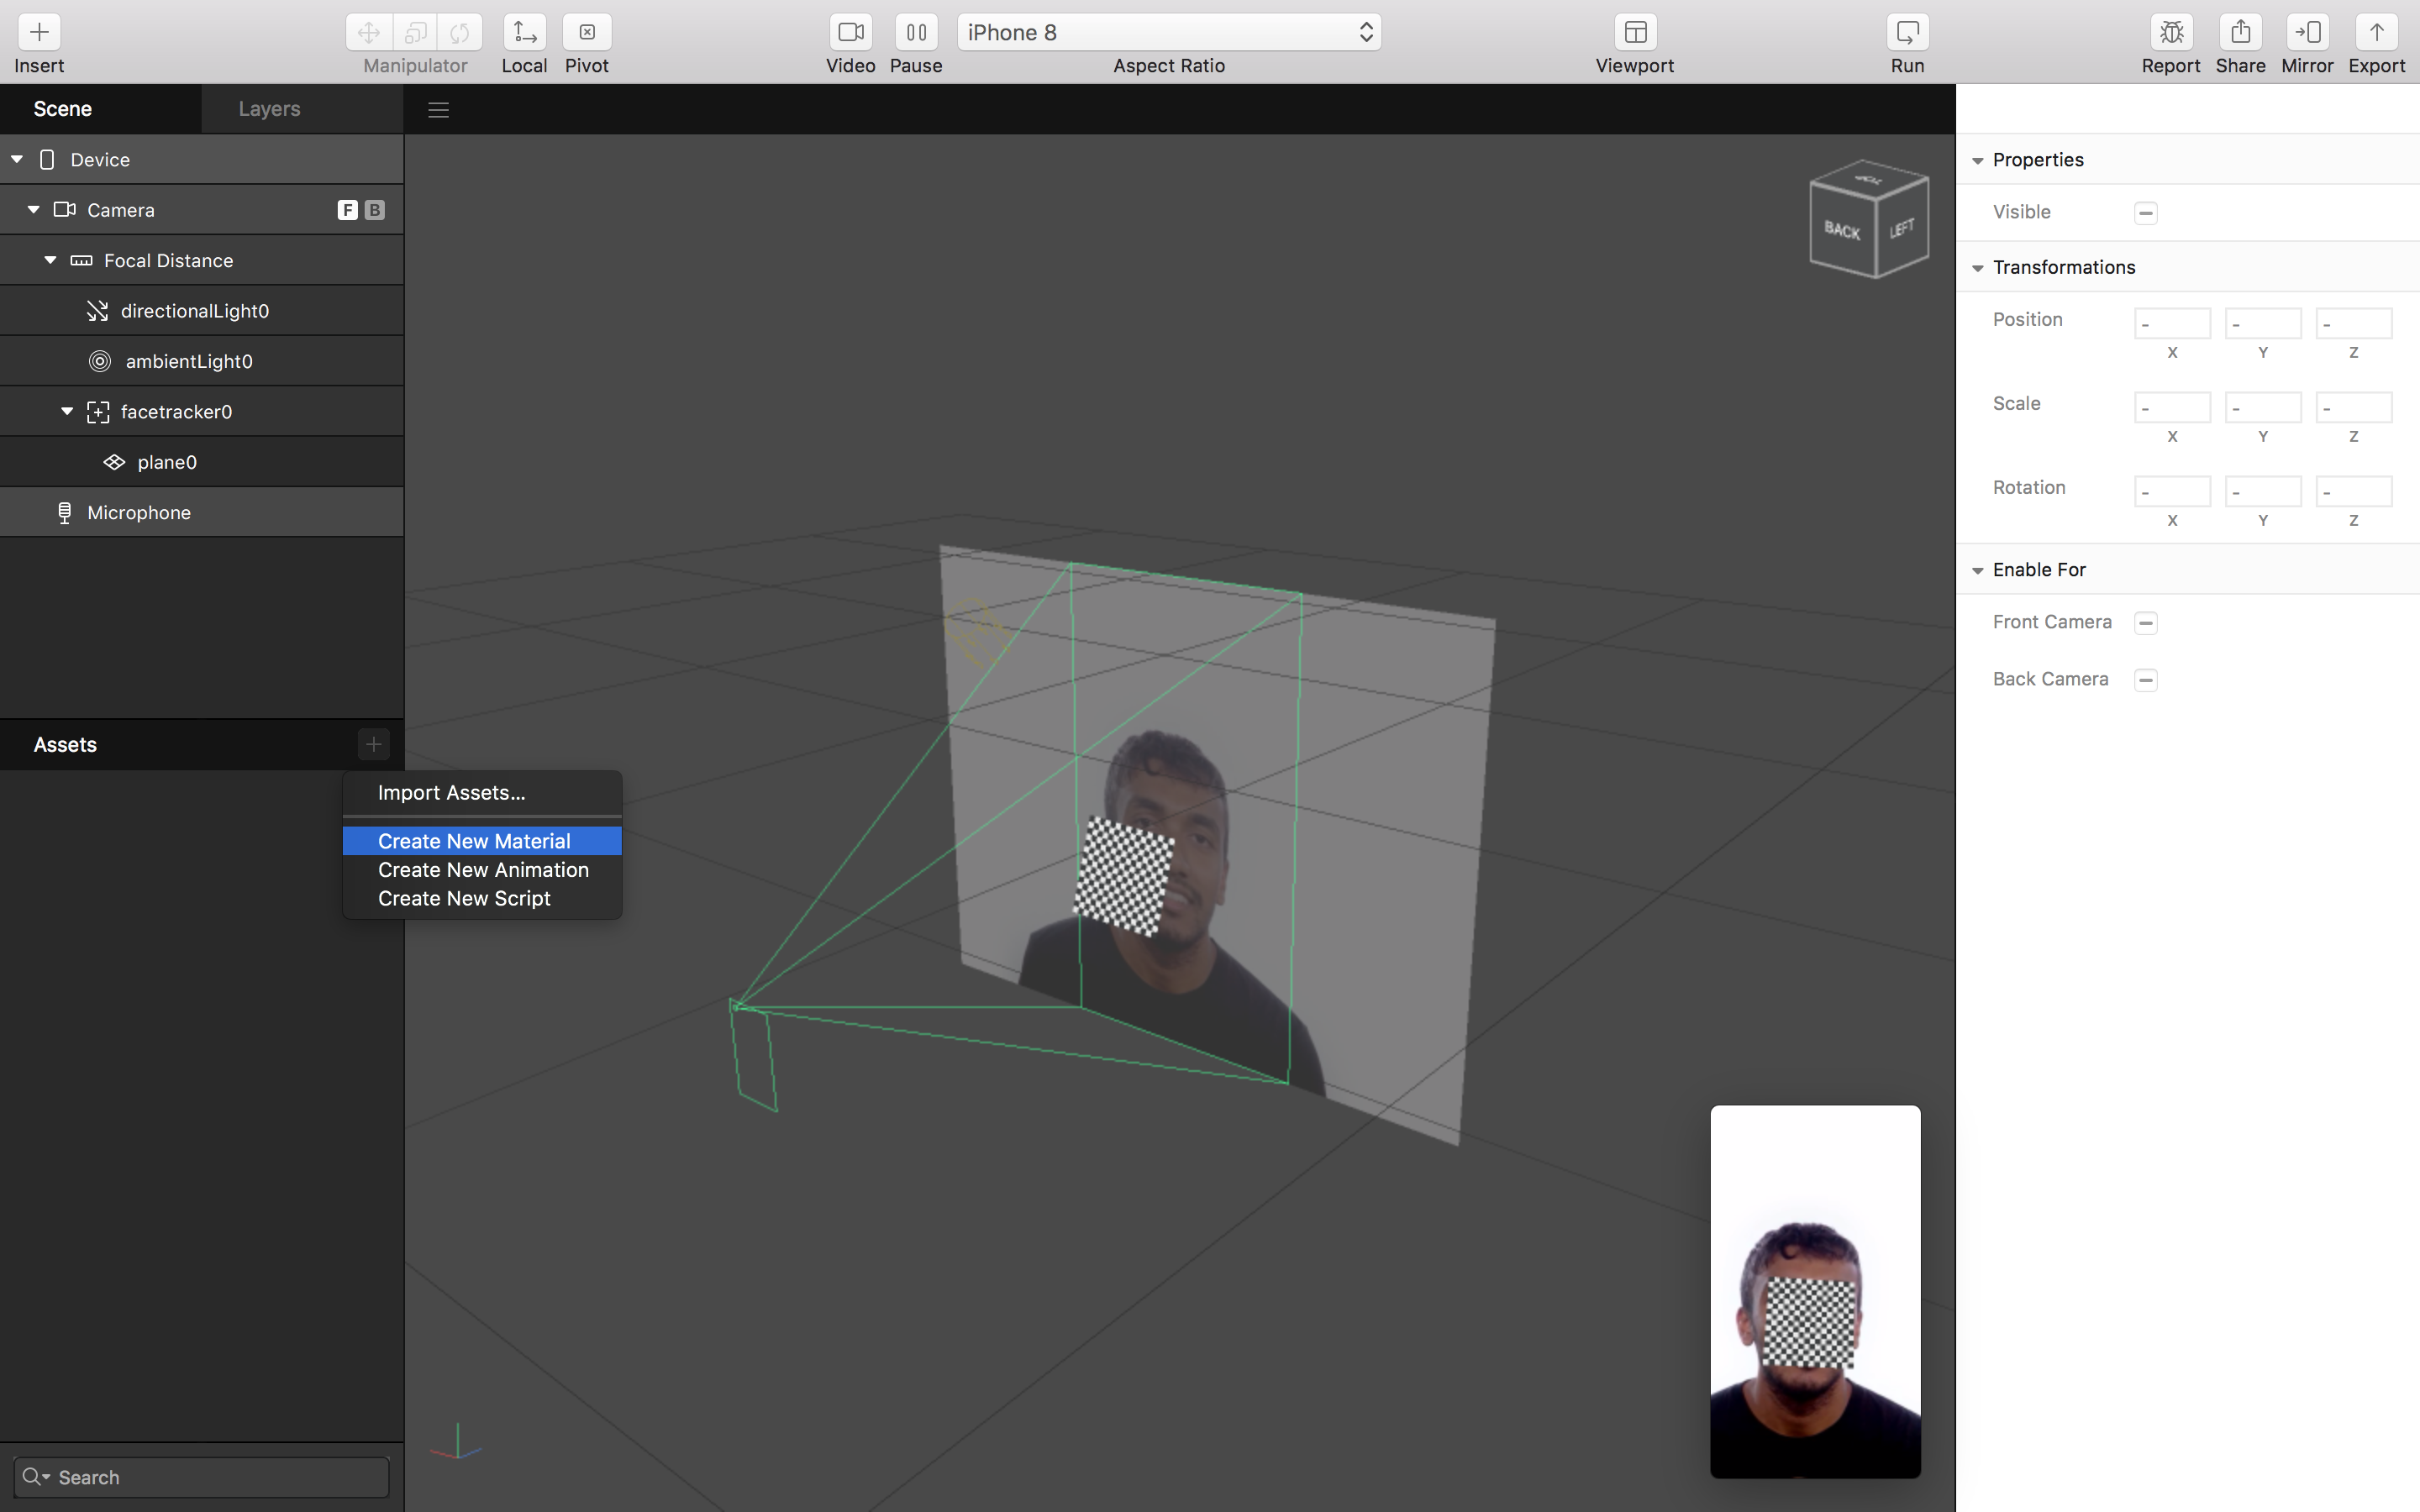 Insert
Manipulator
Local
Pivot
Video
Pause
iPhone 8
Aspect Ratio
Viewport
Run
Report
Share
Mirror
Export
Scene
Layers
Device
Camera
F
B
Focal Distance
directionalLight0
ambientLight0
facetracker0
plane0
Microphone
Assets
Import Assets...
Create New Material
Create New Animation
Create New Script
Search
TOP
BACK
LEFT
Properties
Visible
Transformations
Position
- - -
X Y Z
Scale
- - -
X Y Z
Rotation
- - -
X Y Z
Enable For
Front Camera
Back Camera